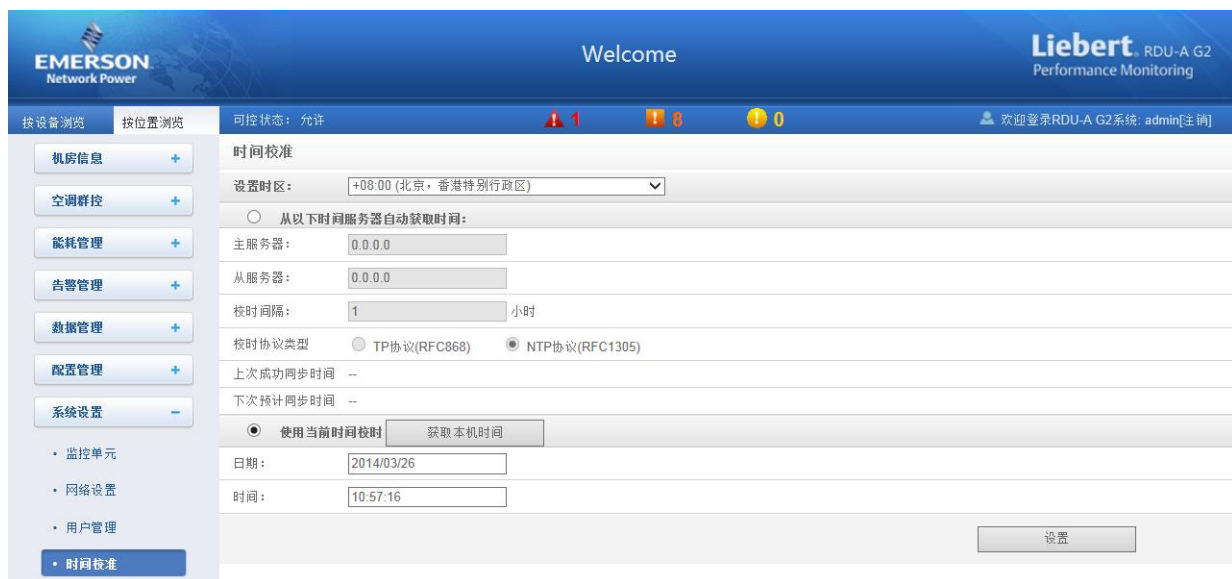 EMERSON
Network Power
Welcome
Liebert® RDU-A G2
Performance Monitoring
按设备浏览 按位置浏览 可控状态：允许 1 8 0 欢迎登录RDU-A G2系统: admin[注销]
机房信息 +
空调群控 +
能耗管理 +
告警管理 +
数据管理 +
配置管理 +
系统设置 −
· 监控单元
· 网络设置
· 用户管理
· 时间校准
时间校准
设置时区： +08:00 (北京，香港特别行政区)
从以下时间服务器自动获取时间：
主服务器： 0.0.0.0
从服务器： 0.0.0.0
校时间隔： 1 小时
校时协议类型 TP协议(RFC868) NTP协议(RFC1305)
上次成功同步时间 --
下次预计同步时间 --
使用当前时间校时 获取本机时间
日期： 2014/03/26
时间： 10:57:16
设置